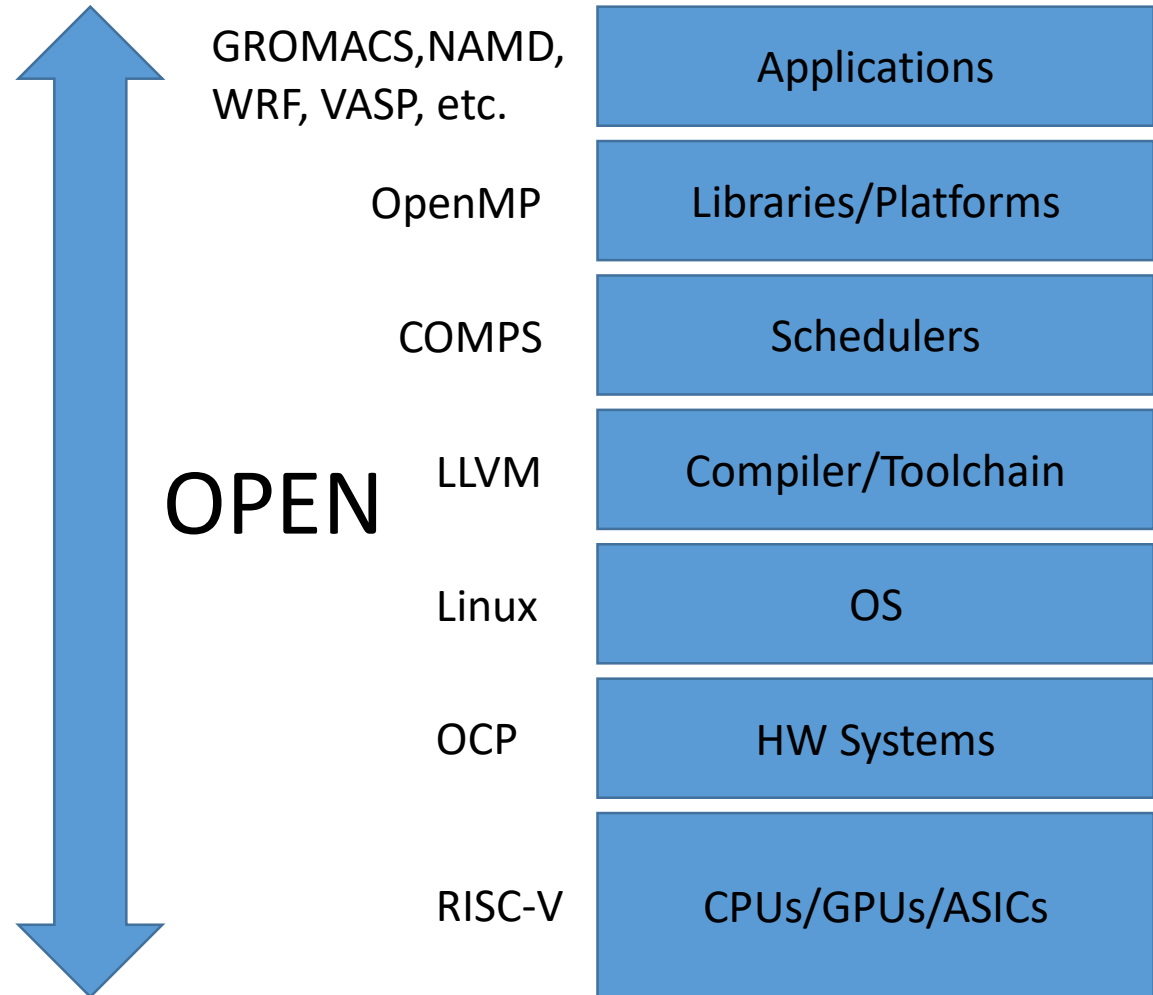 GROMACS,NAMD,
WRF, VASP, etc.
Applications
OpenMP
Libraries/Platforms
COMPS
Schedulers
OPEN
LLVM
Compiler/Toolchain
Linux
OS
OCP
HW Systems
RISC-V
CPUs/GPUs/ASICs